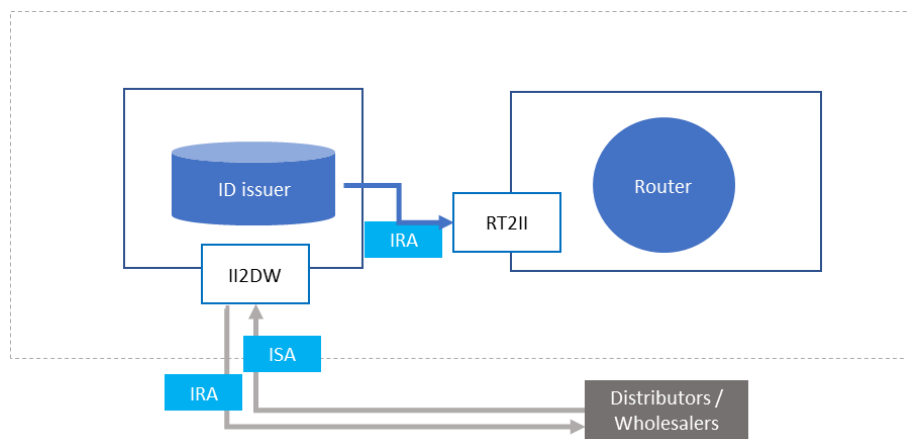 ID issuer
Router
RT2II
IRA
II2DW
ISA
IRA
Distributors /
Wholesalers